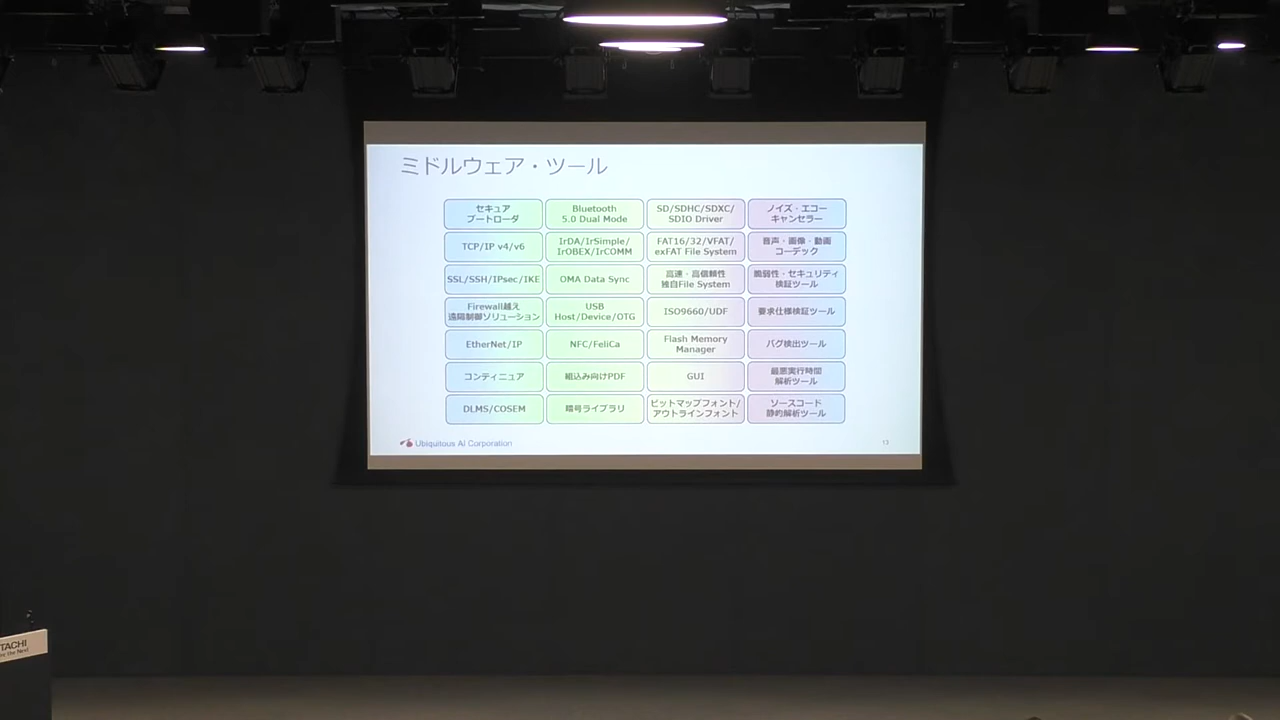 ミドルウェア・ツール
セキュア
ブートローダ
Bluetooth
5.0 Dual Mode
SD/SDHC/SDXC/
SDIO Driver
ノイズ・エコー
キャンセラー
TCP/IP v4/v6
IrDA/IrSimple/
IrOBEX/IrCOMM
FAT16/32/VFAT/
exFAT File System
音声・画像・動画
コーデック
SSL/SSH/IPsec/IKE
OMA Data Sync
高速・高信頼性
独自File System
脆弱性・セキュリティ
検証ツール
Firewall越え
遠隔制御ソリューション
USB
Host/Device/OTG
ISO9660/UDF
要求仕様検証ツール
EtherNet/IP
NFC/FeliCa
Flash Memory
Manager
バグ検出ツール
コンティニュア
組込み向けPDF
GUI
最悪実行時間
解析ツール
DLMS/COSEM
暗号ライブラリ
ビットマップフォント/
アウトラインフォント
ソースコード
静的解析ツール
Ubiquitous AI Corporation
13
TACHI
the Next